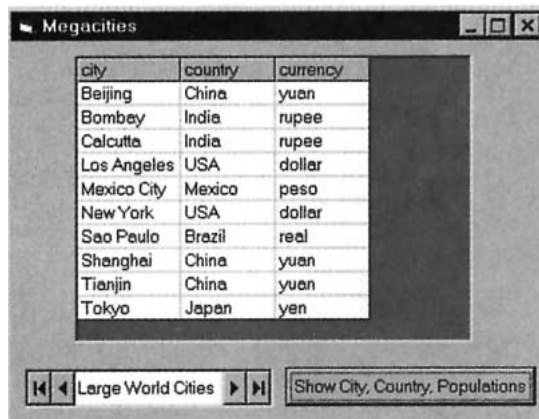 Megacities
city country currency
Beijing China yuan
Bombay India rupee
Calcutta India rupee
Los Angeles USA dollar
Mexico City Mexico peso
New York USA dollar
Sao Paulo Brazil real
Shanghai China yuan
Tianjin China yuan
Tokyo Japan yen
Large World Cities Show City, Country, Populations